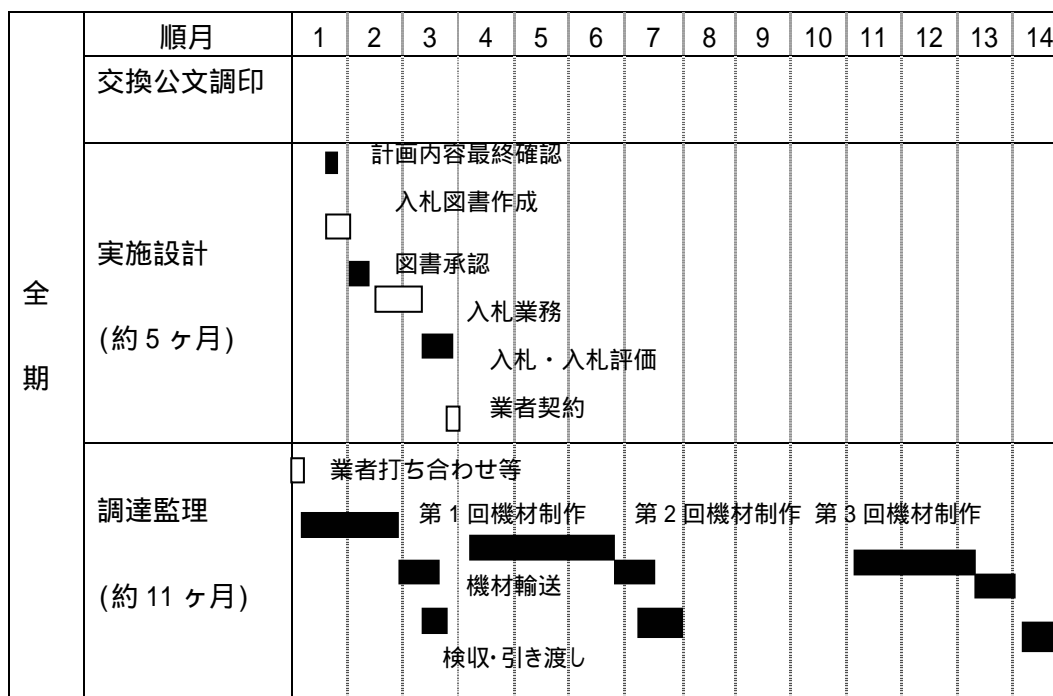 順月 1 2 3 4 5 6 7 8 9 10 11 12 13 14
交換公文調印
全期
実施設計
(約 5 ヶ月)
計画内容最終確認
入札図書作成
図書承認
入札業務
入札・入札評価
業者契約
調達監理
(約 11 ヶ月)
業者打ち合わせ等
第 1 回機材制作 第 2 回機材制作 第 3 回機材制作
機材輸送
検収・引き渡し